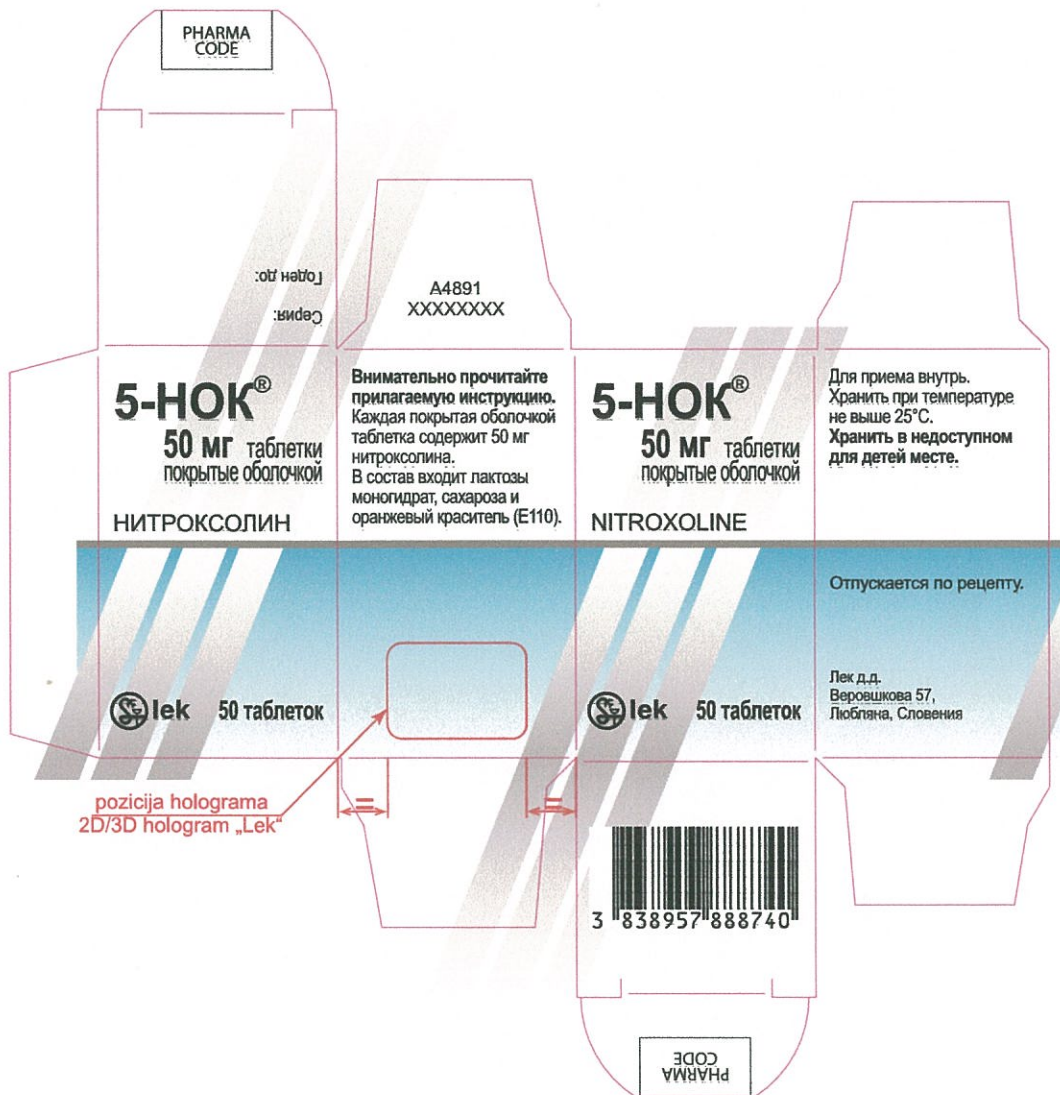 PHARMA
CODE
Годен до:
Серия:
A4891
XXXXXXXX
5-НОК®
50 мг таблетки
покрытые оболочкой
НИТРОКСОЛИН
lek 50 таблеток
Внимательно прочитайте
прилагаемую инструкцию.
Каждая покрытая оболочкой
таблетка содержит 50 мг
нитроксолина.
В состав входит лактозы
моногидрат, сахароза и
оранжевый краситель (E110).
5-НОК®
50 мг таблетки
покрытые оболочкой
NITROXOLINE
lek 50 таблеток
Для приема внутрь.
Хранить при температуре
не выше 25°С.
Хранить в недоступном
для детей месте.
Отпускается по рецепту.
Лек д.д.
Веровшкова 57,
Любляна, Словения
pozicija holograma
2D/3D hologram „Lek“
= =
3 838957 888740
PHARMA
CODE